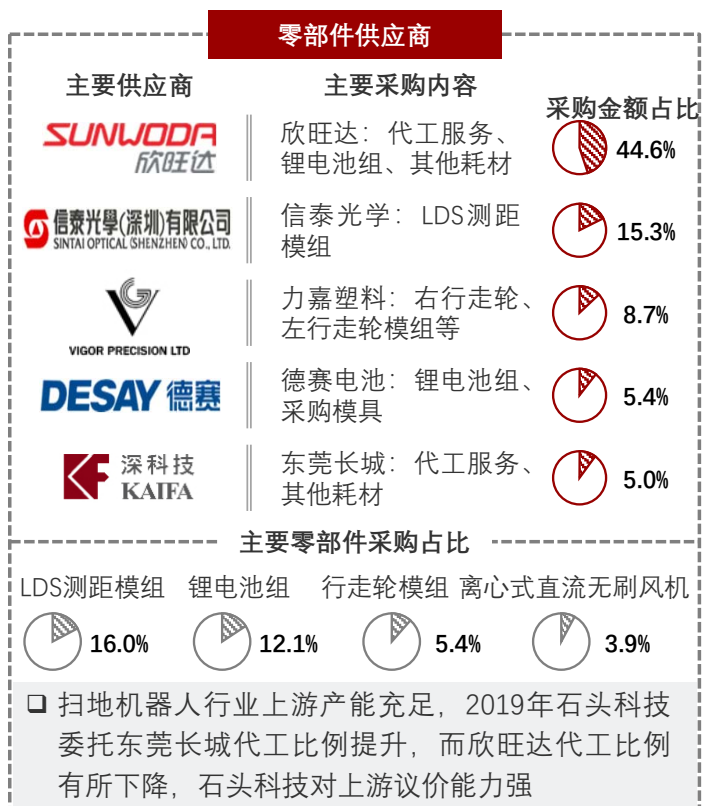 零部件供应商
主要供应商
主要采购内容
采购金额占比
SUNWODA
欣旺达
欣旺达：代工服务、
锂电池组、其他耗材
44.6%
信泰光學(深圳)有限公司
SINTAI OPTICAL (SHENZHEN) CO., LTD.
信泰光学：LDS测距
模组
15.3%
VIGOR PRECISION LTD
力嘉塑料：右行走轮、
左行走轮模组等
8.7%
DESAY 德赛
德赛电池：锂电池组、
采购模具
5.4%
深科技
KAIFA
东莞长城：代工服务、
其他耗材
5.0%
主要零部件采购占比
LDS测距模组 锂电池组 行走轮模组 离心式直流无刷风机
16.0% 12.1% 5.4% 3.9%
扫地机器人行业上游产能充足，2019年石头科技
委托东莞长城代工比例提升，而欣旺达代工比例
有所下降，石头科技对上游议价能力强